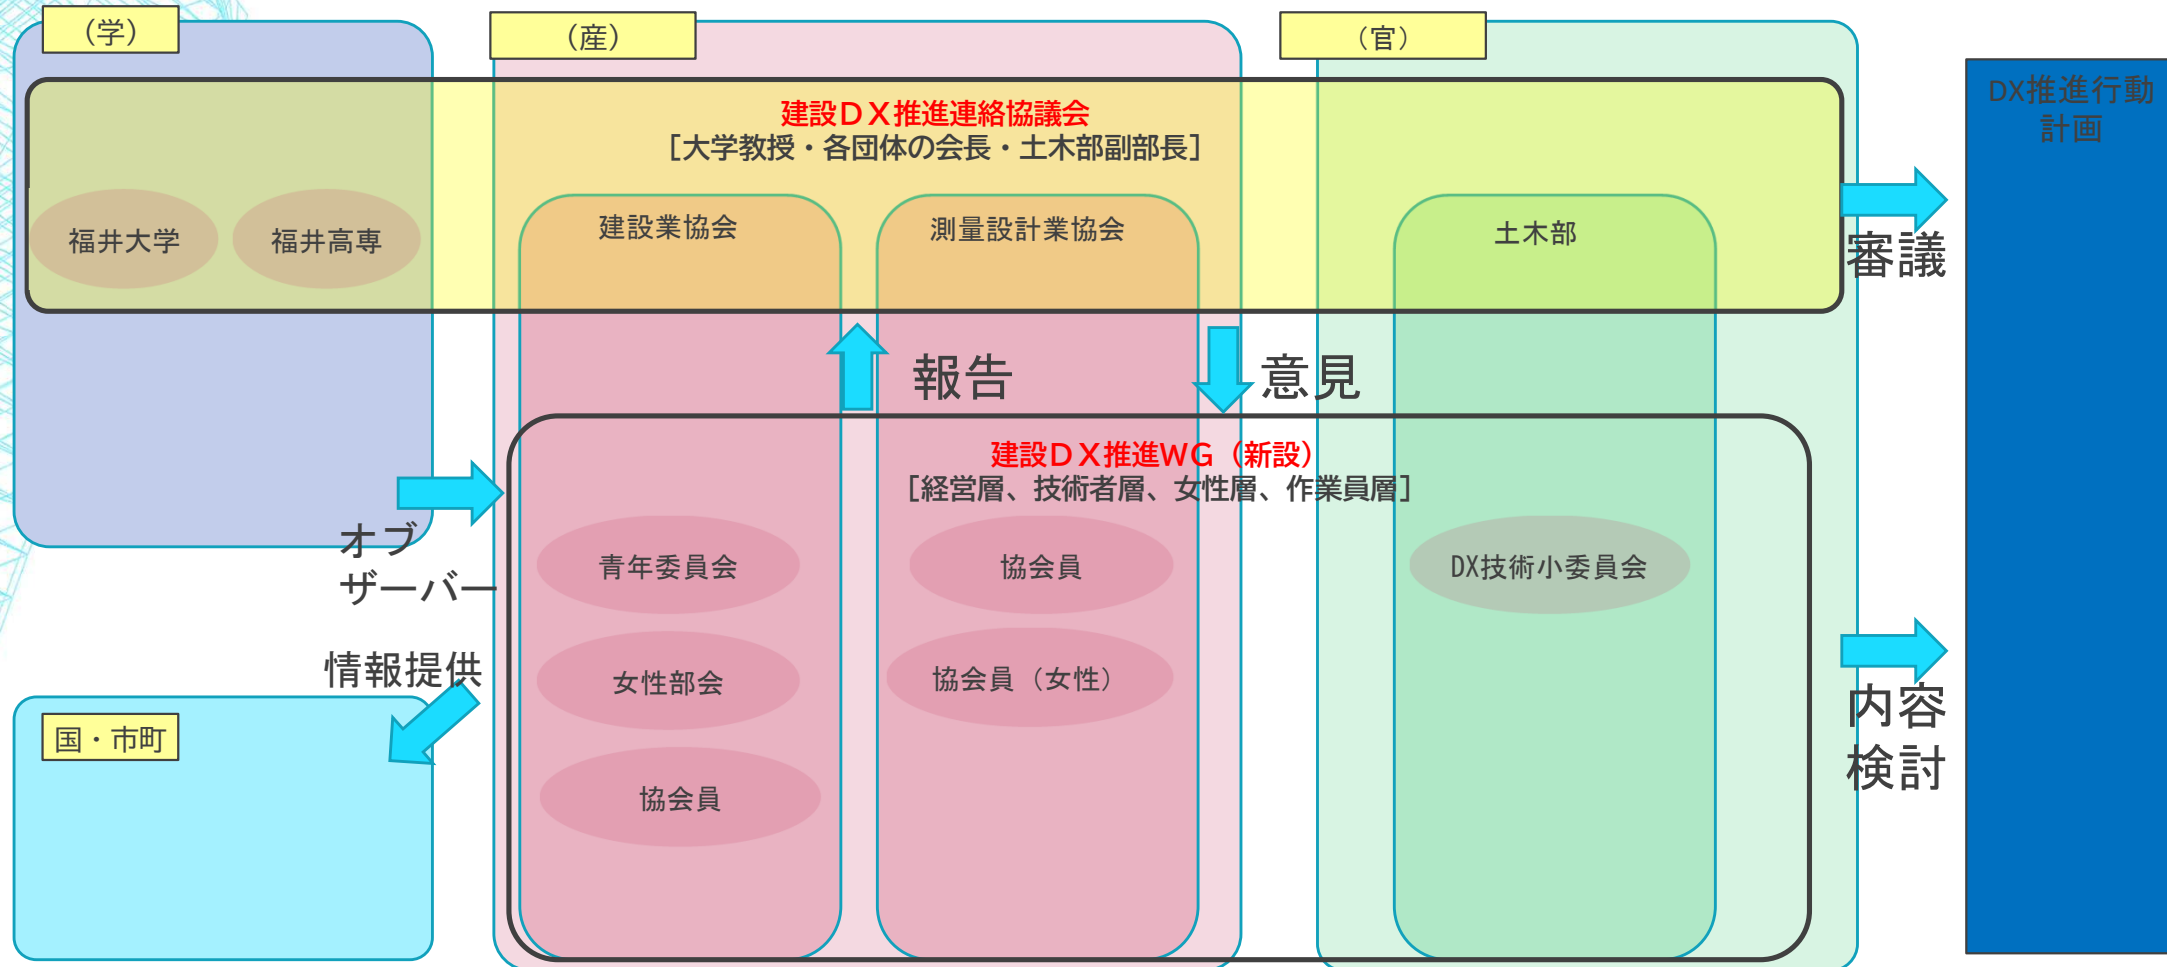 （学）
（産）
（官）
建設ＤＸ推進連絡協議会
［大学教授・各団体の会長・土木部副部長］
DX推進行動
計画
福井大学
福井高専
建設業協会
測量設計業協会
土木部
審議
報告
意見
建設ＤＸ推進WG（新設）
［経営層、技術者層、女性層、作業員層］
オブ
ザーバー
青年委員会
協会員
DX技術小委員会
情報提供
女性部会
協会員（女性）
国・市町
協会員
内容
検討